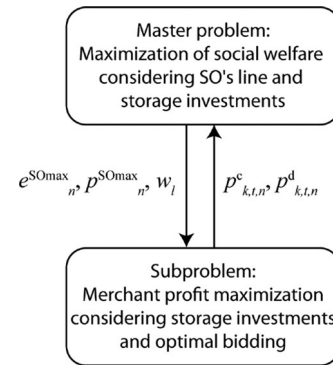 Master problem:
Maximization of social welfare
considering SO's line and
storage investments
e^SOmax_n, p^SOmax_n, w_l
p^c_k,t,n, p^d_k,t,n
Subproblem:
Merchant profit maximization
considering storage investments
and optimal bidding